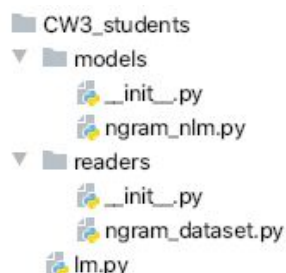 CW3_students
models
__init__.py
ngram_nlm.py
readers
__init__.py
ngram_dataset.py
lm.py